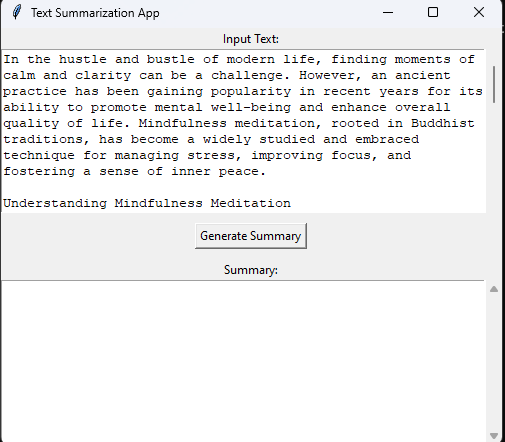 Text Summarization App
Input Text:
In the hustle and bustle of modern life, finding moments of
calm and clarity can be a challenge. However, an ancient
practice has been gaining popularity in recent years for its
ability to promote mental well-being and enhance overall
quality of life. Mindfulness meditation, rooted in Buddhist
traditions, has become a widely studied and embraced
technique for managing stress, improving focus, and
fostering a sense of inner peace.
Understanding Mindfulness Meditation
Generate Summary
Summary: